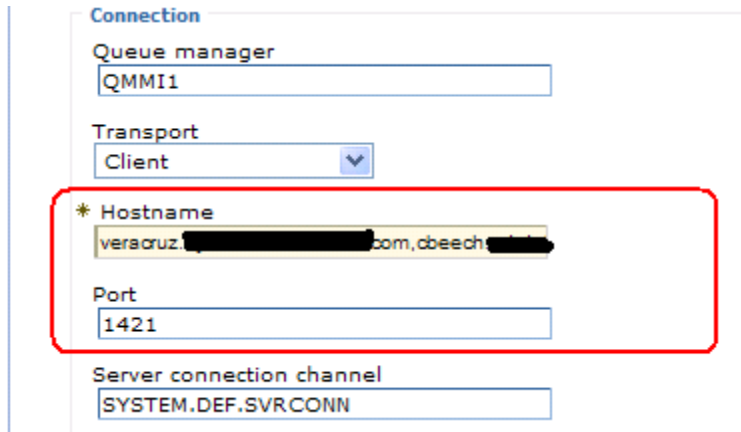 Connection
Queue manager
QMMI1
Transport
Client
* Hostname
veracruz. com,cbeech
Port
1421
Server connection channel
SYSTEM.DEF.SVRCONN